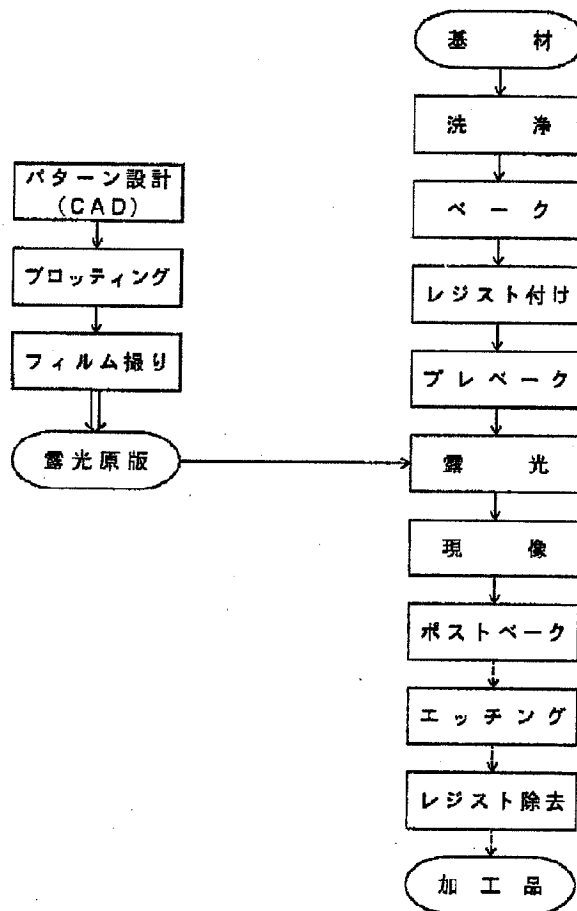 基材
洗浄
ベーク
レジスト付け
プレベーク
露光
現像
ポストベーク
エッチング
レジスト除去
加工品
パターン設計
(CAD)
プロッティング
フィルム撮り
露光原版